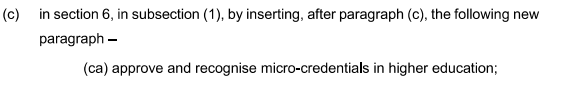 (c) in section 6, in subsection (1), by inserting, after paragraph (c), the following new
paragraph –
(ca) approve and recognise micro-credentials in higher education;